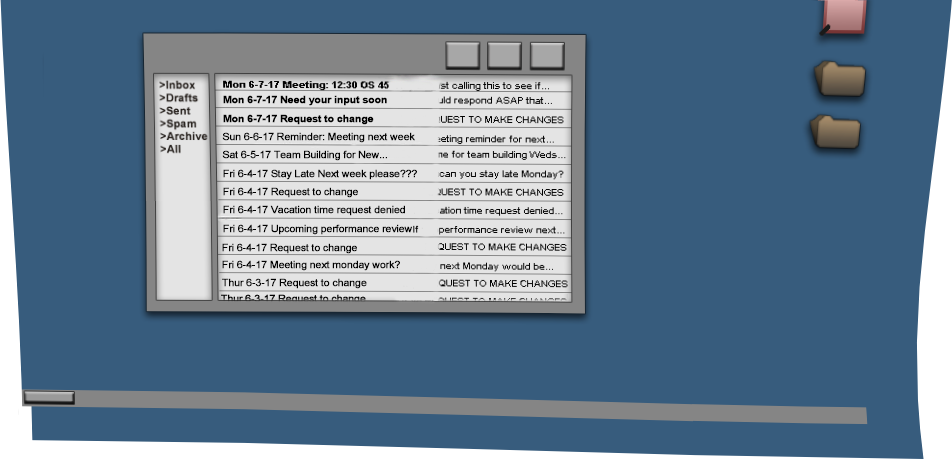 >Inbox
>Drafts
>Sent
>Spam
>Archive
>All
Mon 6-7-17 Meeting: 12:30 OS 45 st calling this to see if...
Mon 6-7-17 Need your input soon uld respond ASAP that...
Mon 6-7-17 Request to change UEST TO MAKE CHANGES
Sun 6-6-17 Reminder: Meeting next week eeting reminder for next...
Sat 6-5-17 Team Building for New... ne for team building Weds...
Fri 6-4-17 Stay Late Next week please??? can you stay late Monday?
Fri 6-4-17 Request to change UEST TO MAKE CHANGES
Fri 6-4-17 Vacation time request denied ation time request denied...
Fri 6-4-17 Upcoming performance reviewlf performance review next...
Fri 6-4-17 Request to change QUEST TO MAKE CHANGES
Fri 6-4-17 Meeting next monday work? next Monday would be...
Thur 6-3-17 Request to change QUEST TO MAKE CHANGES
Thur 6-3-17 Request to change QUEST TO MAKE CHANGES